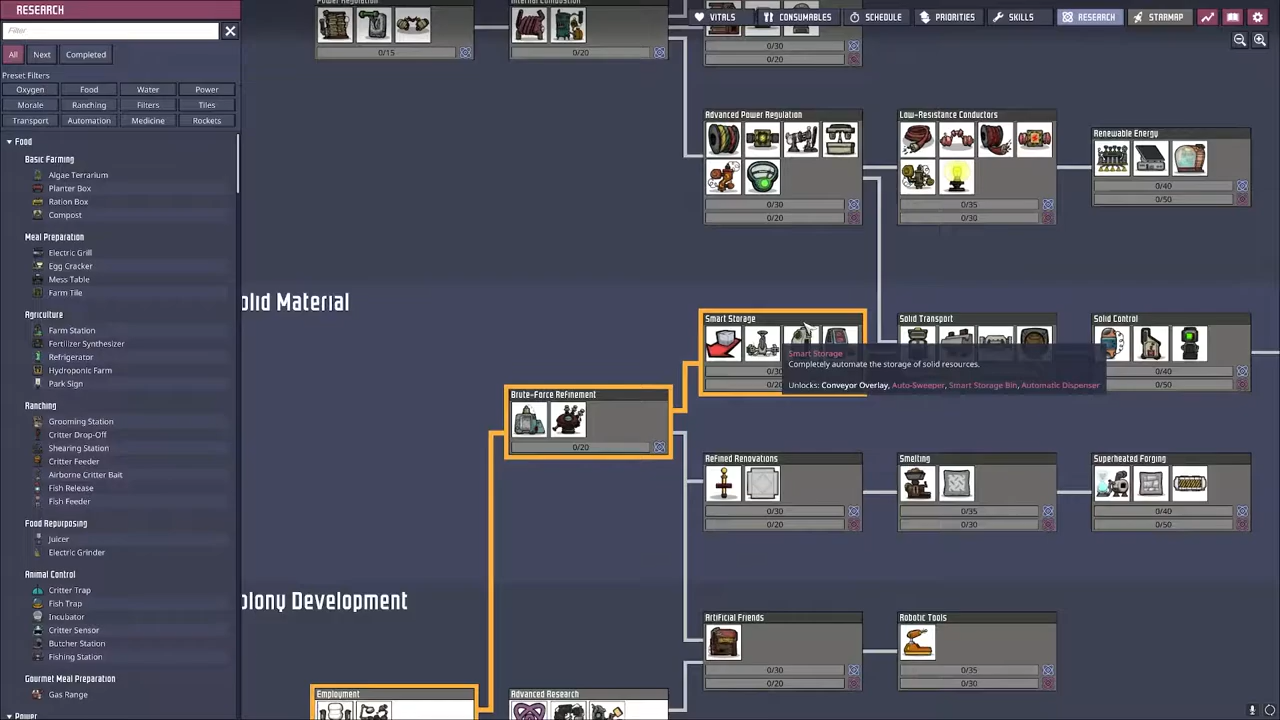 RESEARCH
VITALS
CONSUMABLES
SCHEDULE
PRIORITIES
SKILLS
RESEARCH
STARMAP
Filter
All
Next
Completed
Preset Filters
Oxygen
Food
Water
Power
Morale
Ranching
Filters
Tiles
Transport
Automation
Medicine
Rockets
Food
Basic Farming
Algae Terrarium
Planter Box
Ration Box
Compost
Meal Preparation
Electric Grill
Egg Cracker
Mess Table
Farm Tile
Agriculture
Farm Station
Fertilizer Synthesizer
Refrigerator
Hydroponic Farm
Park Sign
Ranching
Grooming Station
Critter Drop-Off
Shearing Station
Critter Feeder
Airborne Critter Bait
Fish Release
Fish Feeder
Food Repurposing
Juicer
Electric Grinder
Animal Control
Critter Trap
Fish Trap
Incubator
Critter Sensor
Butcher Station
Fishing Station
Gourmet Meal Preparation
Gas Range
Power
Power Regulation
0/15
Internal Combustion
0/20
0/30
0/20
Advanced Power Regulation
0/30
0/20
Low-Resistance Conductors
0/35
0/30
Renewable Energy
0/40
0/50
olid Material
Smart Storage
0/30
0/20
Solid Transport
Solid Control
0/40
0/50
Smart Storage
Completely automate the storage of solid resources.
Unlocks: Conveyor Overlay, Auto-Sweeper, Smart Storage Bin, Automatic Dispenser
Brute-Force Refinement
0/20
Refined Renovations
0/30
0/20
Smelting
0/35
0/30
Superheated Forging
0/40
0/50
olony Development
Artificial Friends
0/30
0/20
Robotic Tools
0/35
0/30
Employment
Advanced Research